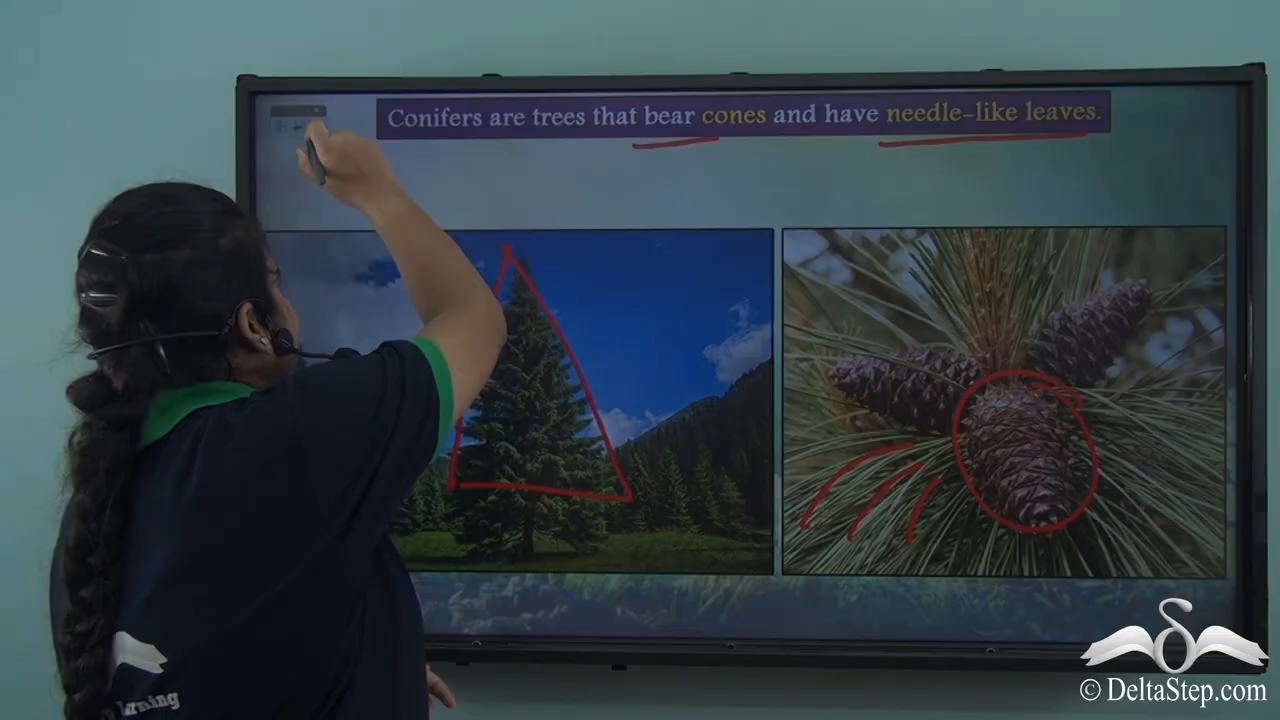 Conifers are trees that bear cones and have needle-like leaves.
© DeltaStep.com